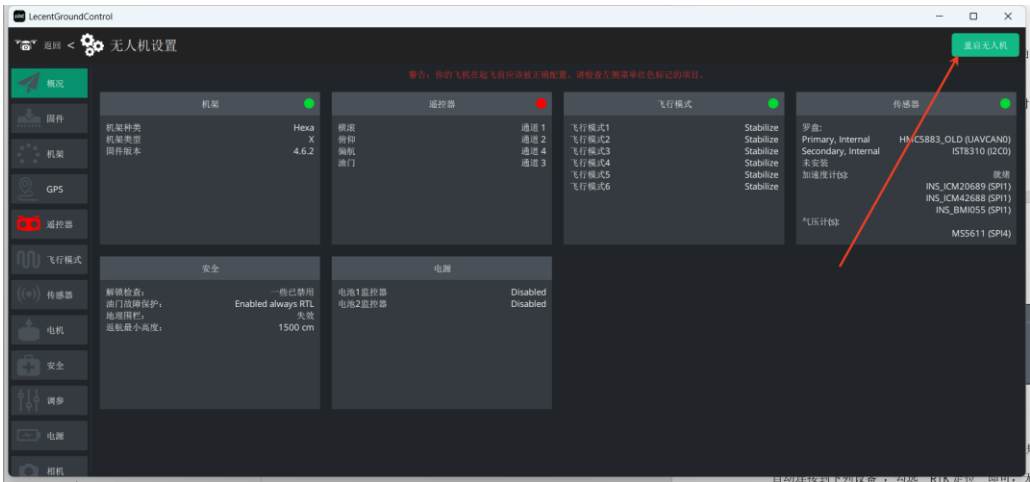 LecentGroundControl
返回 < 无人机设置
重启无人机
警告：你的飞机在起飞前应该被正确配置。请检查左侧菜单红色标记的项目。
概况
固件
机架
GPS
遥控器
飞行模式
传感器
电机
安全
调参
电源
相机
机架
机架种类 Hexa
机架类型 X
固件版本 4.6.2
遥控器
横滚 通道 1
俯仰 通道 2
偏航 通道 4
油门 通道 3
飞行模式
飞行模式1 Stabilize
飞行模式2 Stabilize
飞行模式3 Stabilize
飞行模式4 Stabilize
飞行模式5 Stabilize
飞行模式6 Stabilize
传感器
罗盘:
Primary, Internal HMC5883_OLD (UAVCAN0)
Secondary, Internal IST8310 (I2C0)
未安装
加速度计(s): 就绪
INS_ICM20689 (SPI1)
INS_ICM42688 (SPI1)
INS_BMI055 (SPI1)
气压计(s):
MS5611 (SPI4)
安全
解锁检查: 一些已禁用
油门故障保护: Enabled always RTL
地理围栏: 失效
返航最小高度: 1500 cm
电源
电池1监控器 Disabled
电池2监控器 Disabled